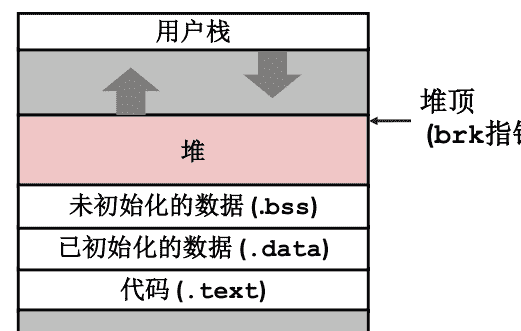 用户栈
堆顶
(brk指
堆
未初始化的数据 (.bss)
已初始化的数据 (.data)
代码 (.text)